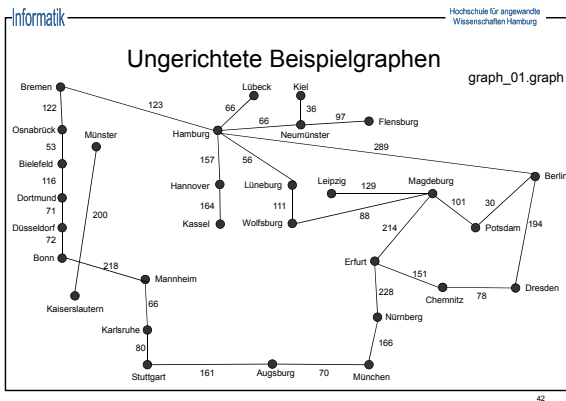 Informatik
Hochschule für angewandte
Wissenschaften Hamburg
Ungerichtete Beispielgraphen
graph_01.graph
Bremen
Lübeck
Kiel
122
123
66
36
97
Flensburg
66
Osnabrück
Münster
Hamburg
Neumünster
53
289
Bielefeld
157
56
116
Hannover
Lüneburg
Leipzig
129
Magdeburg
Berlin
Dortmund
71
200
164
111
101
30
Düsseldorf
Kassel
Wolfsburg
88
Potsdam
194
72
214
Bonn
218
Mannheim
Erfurt
151
66
228
Chemnitz
78
Dresden
Kaiserslautern
Nürnberg
Karlsruhe
80
166
161
70
Stuttgart
Augsburg
München
42